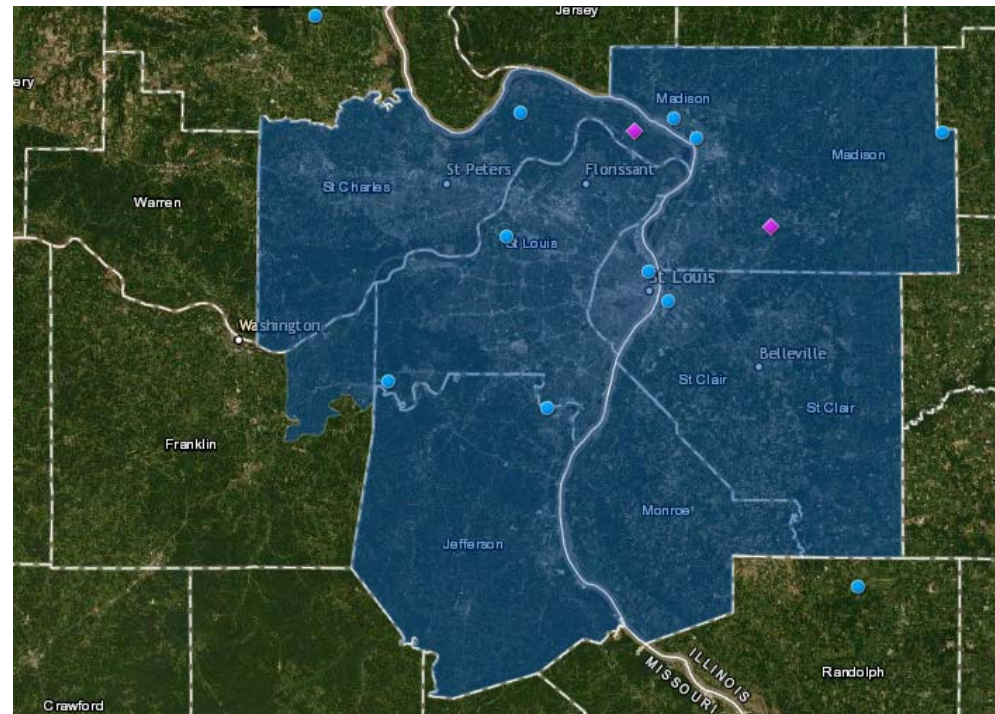 Jersey
ery
Madison
Madison
St Peters
Florissant
St Charles
Warren
St Louis
St Louis
Washington
Belleville
St Clair
St Clair
Franklin
Monroe
Jefferson
ILLINOIS
MISSOURI
Randolph
Crawford